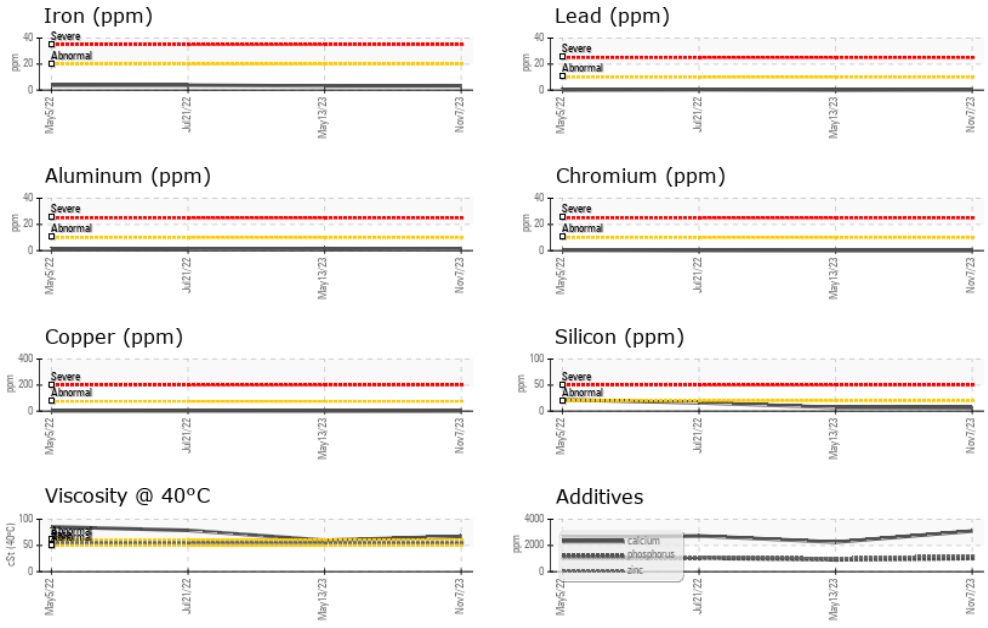 Iron (ppm)
Lead (ppm)
ppm
40
20
0
Severe
Abnormal
May5/22
Jul21/22
May13/23
Nov7/23
ppm
40
20
0
Severe
Abnormal
May5/22
Jul21/22
May13/23
Nov7/23
Aluminum (ppm)
Chromium (ppm)
ppm
40
20
0
Severe
Abnormal
May5/22
Jul21/22
May13/23
Nov7/23
ppm
40
20
0
Severe
Abnormal
May5/22
Jul21/22
May13/23
Nov7/23
Copper (ppm)
Silicon (ppm)
ppm
400
200
0
Severe
Abnormal
May5/22
Jul21/22
May13/23
Nov7/23
ppm
100
50
0
Severe
Abnormal
May5/22
Jul21/22
May13/23
Nov7/23
Viscosity @ 40°C
Additives
cSt (40°C)
100
50
0
Abnormal
May5/22
Jul21/22
May13/23
Nov7/23
ppm
4000
2000
0
calcium
phosphorus
zinc
May5/22
Jul21/22
May13/23
Nov7/23